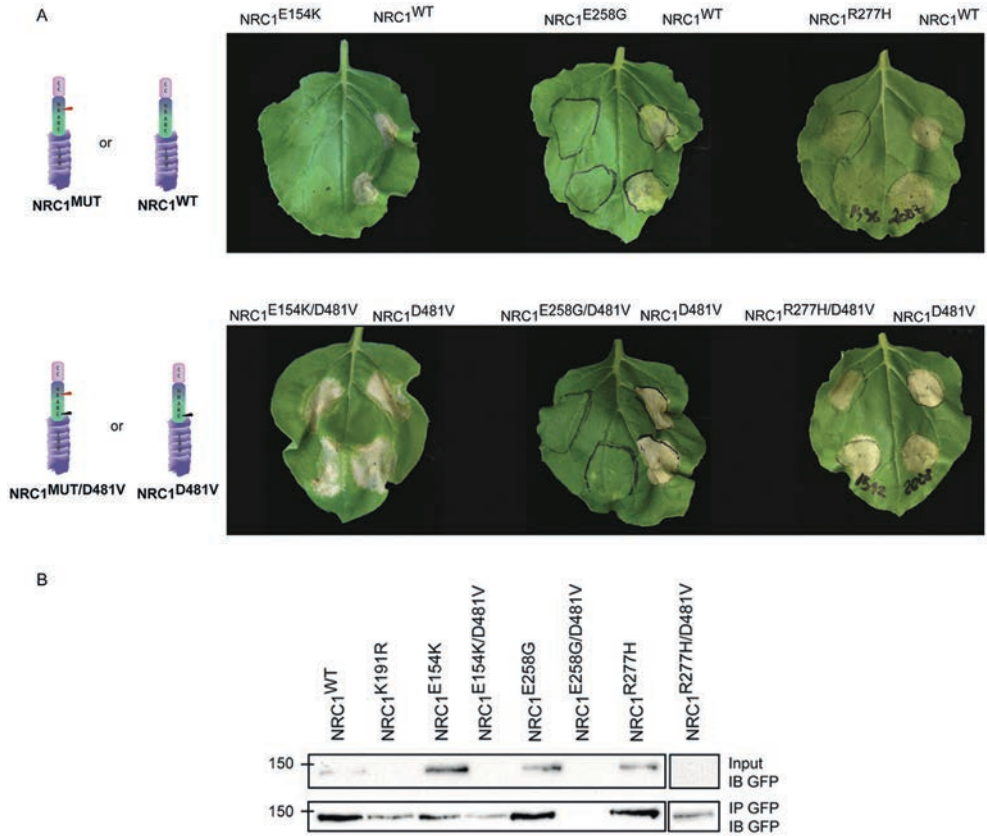 A
NRC1E154K NRC1WT NRC1E258G NRC1WT NRC1R277H NRC1WT
or
NRC1MUT NRC1WT
1396 2007
NRC1E154K/D481V NRC1D481V NRC1E258G/D481V NRC1D481V NRC1R277H/D481V NRC1D481V
or
NRC1MUT/D481V NRC1D481V
B
NRC1WT
NRC1K191R
NRC1E154K
NRC1E154K/D481V
NRC1E258G
NRC1E258G/D481V
NRC1R277H
NRC1R277H/D481V
150 Input
IB GFP
150 IP GFP
IB GFP